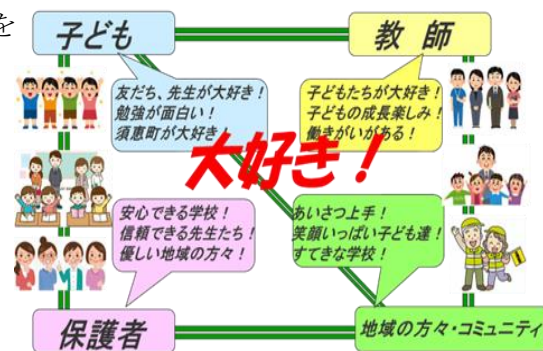 を
子ども
教 師
友だち、先生が大好き！
勉強が面白い！
須恵町が大好き！
子どもたちが大好き！
子どもの成長楽しみ！
働きがいがある！
大好き！
安心できる学校！
信頼できる先生たち！
優しい地域の方々！
あいさつ上手！
笑顔いっぱい子ども達！
すてきな学校！
保護者
地域の方々・コミュニティ